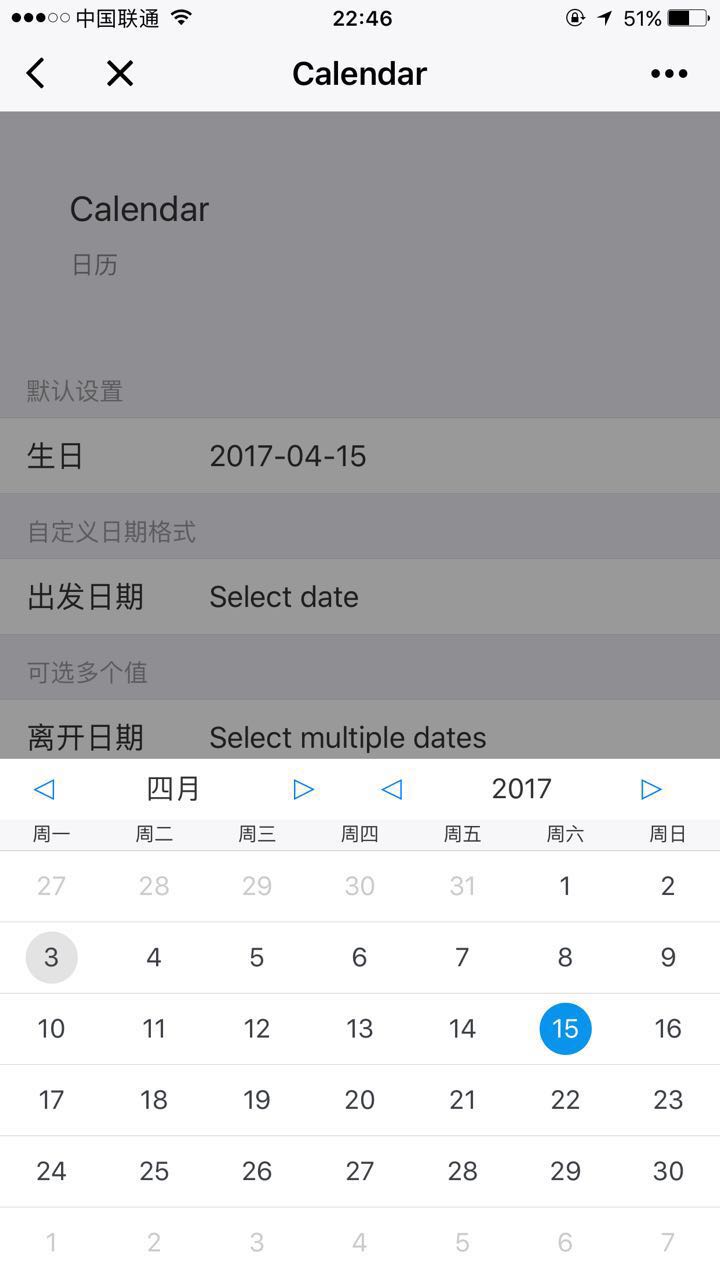 中国联通 22:46 51%
Calendar
Calendar
日历
默认设置
生日 2017-04-15
自定义日期格式
出发日期 Select date
可选多个值
离开日期 Select multiple dates
四月 2017
周一 周二 周三 周四 周五 周六 周日
27 28 29 30 31 1 2
3 4 5 6 7 8 9
10 11 12 13 14 15 16
17 18 19 20 21 22 23
24 25 26 27 28 29 30
1 2 3 4 5 6 7